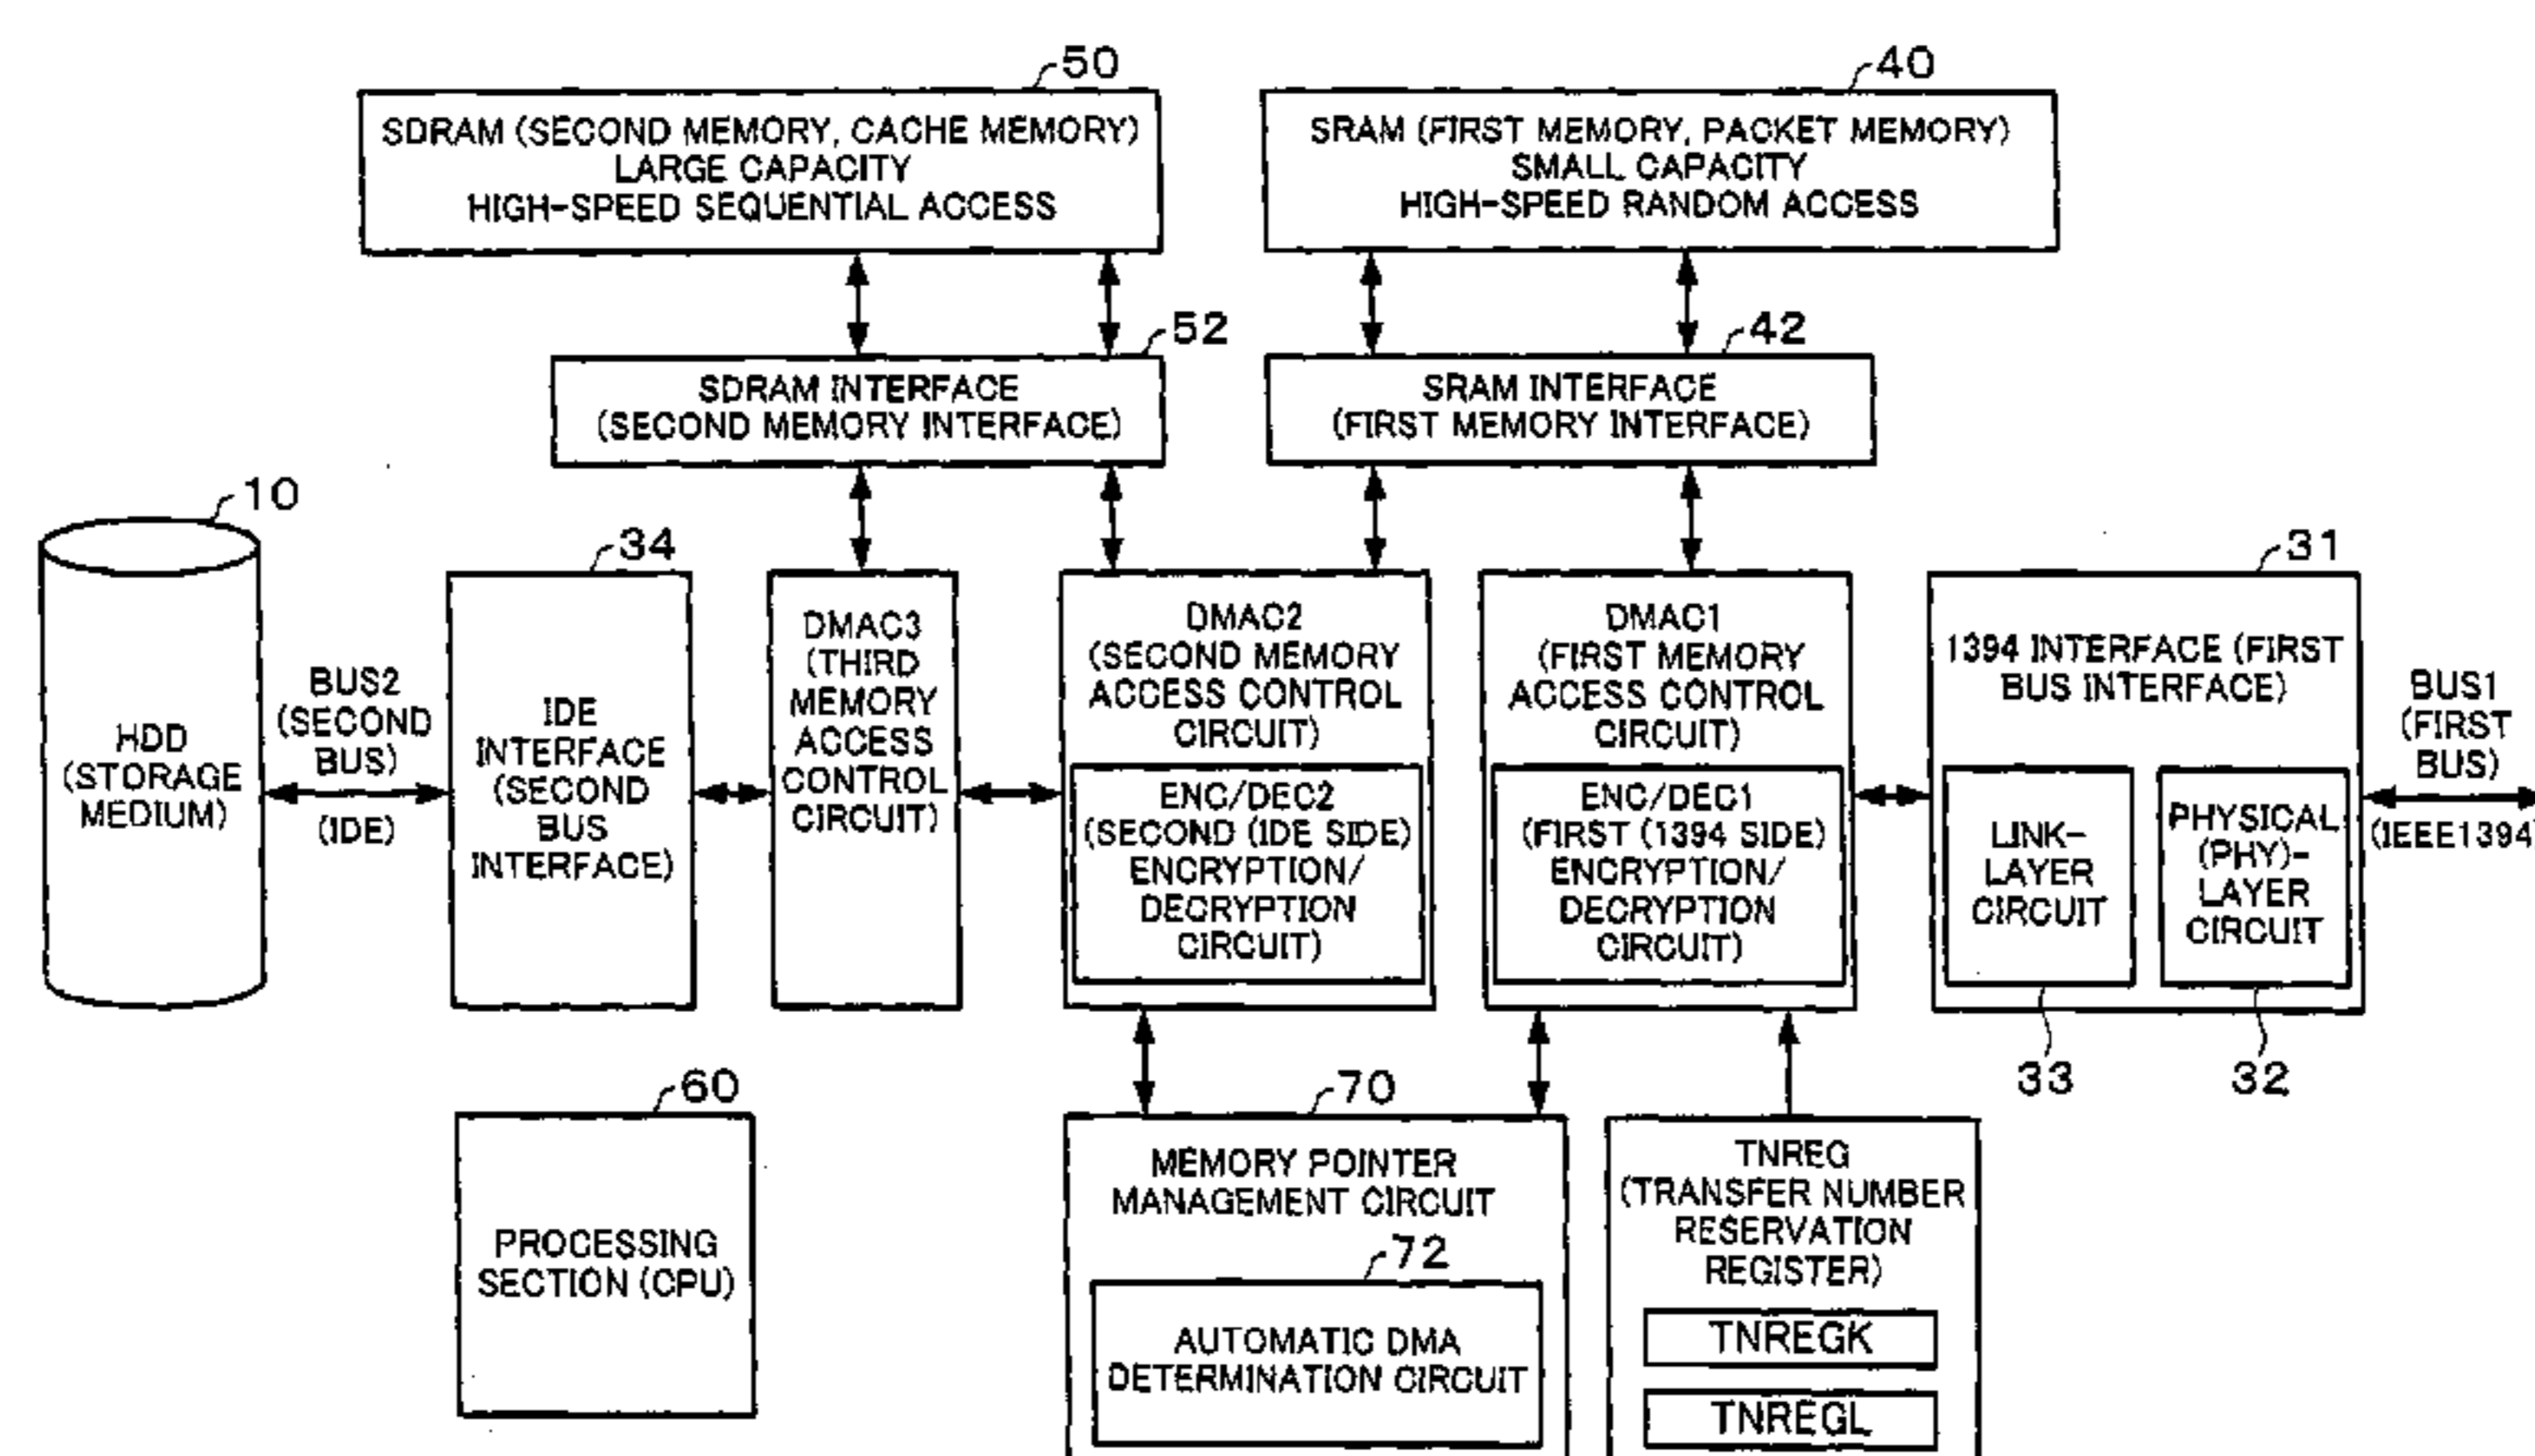 50
SDRAM (SECOND MEMORY, CACHE MEMORY)
LARGE CAPACITY
HIGH-SPEED SEQUENTIAL ACCESS
40
SRAM (FIRST MEMORY, PACKET MEMORY)
SMALL CAPACITY
HIGH-SPEED RANDOM ACCESS
52
SDRAM INTERFACE
(SECOND MEMORY INTERFACE)
42
SRAM INTERFACE
(FIRST MEMORY INTERFACE)
10
HDD
(STORAGE
MEDIUM)
BUS2
(SECOND
BUS)
(IDE)
34
IDE
INTERFACE
(SECOND
BUS
INTERFACE)
DMAC3
(THIRD
MEMORY
ACCESS
CONTROL
CIRCUIT)
DMAC2
(SECOND MEMORY
ACCESS CONTROL
CIRCUIT)
ENC/DEC2
(SECOND (IDE SIDE)
ENCRYPTION/
DECRYPTION
CIRCUIT)
DMAC1
(FIRST MEMORY
ACCESS CONTROL
CIRCUIT)
ENC/DEC1
(FIRST (1394 SIDE)
ENCRYPTION/
DECRYPTION
CIRCUIT)
31
1394 INTERFACE (FIRST
BUS INTERFACE)
LINK-
LAYER
CIRCUIT
PHYSICAL
(PHY)-
LAYER
CIRCUIT
33
32
BUS1
(FIRST
BUS)
(IEEE1394)
60
PROCESSING
SECTION (CPU)
70
MEMORY POINTER
MANAGEMENT CIRCUIT
72
AUTOMATIC DMA
DETERMINATION CIRCUIT
TNREG
(TRANSFER NUMBER
RESERVATION
REGISTER)
TNREGK
TNREGL